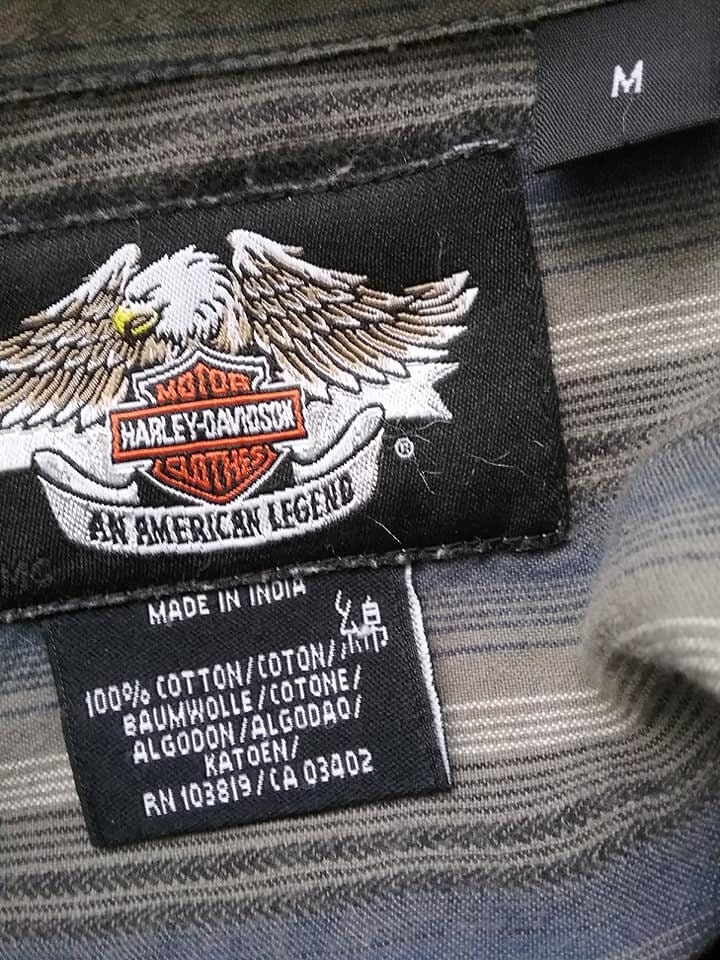 M
MOTOR
HARLEY-DAVIDSON
CLOTHES
®
AN AMERICAN LEGEND
MADE IN INDIA
綿
100% COTTON/COTON/
BAUMWOLLE/COTONE/
ALGODON/ALGODAO/
KATOEN/
RN 103819/CA 03402